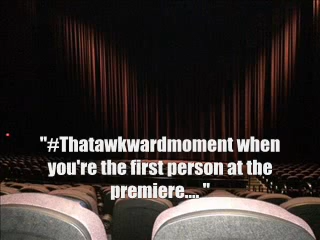 "#Thatawkwardmoment when
you're the first person at the
premiere.... "